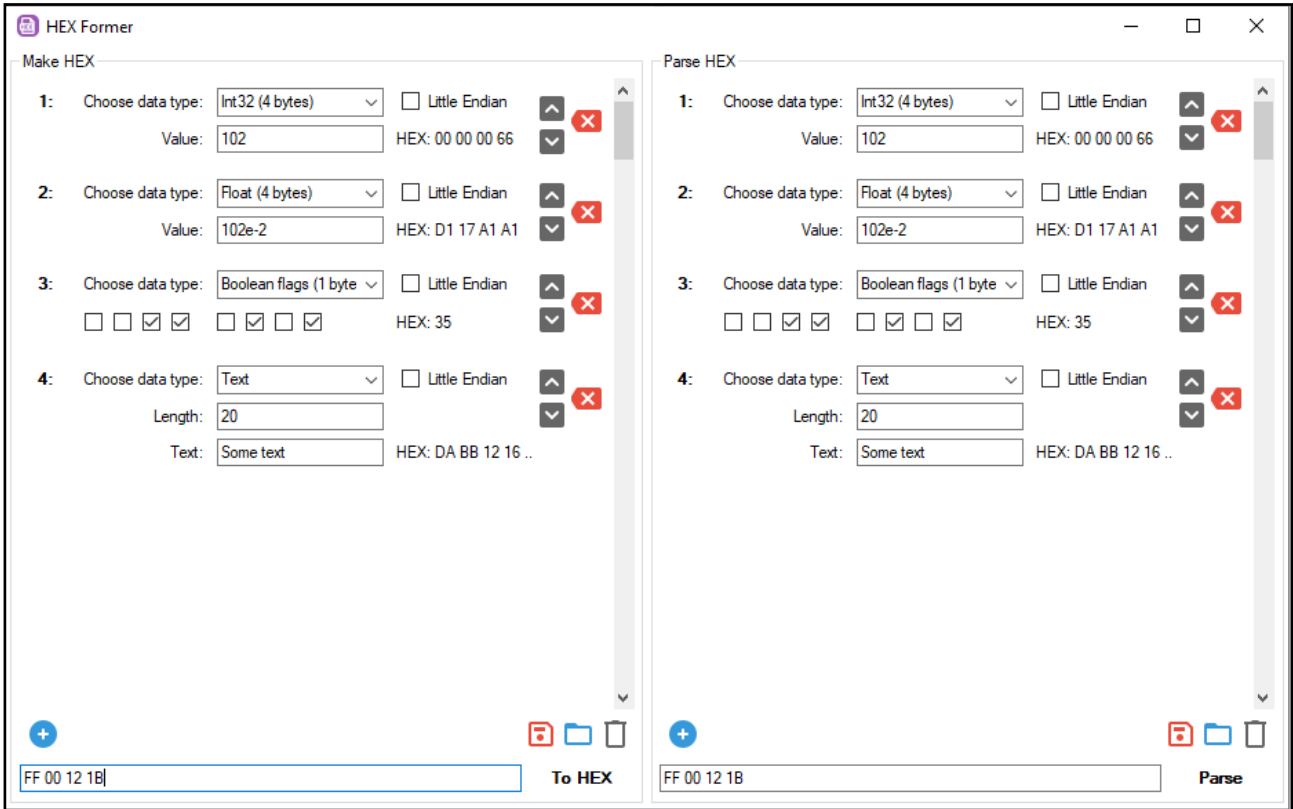 HEX Former
Make HEX
1: Choose data type: Int32 (4 bytes) Little Endian
Value: 102 HEX: 00 00 00 66
2: Choose data type: Float (4 bytes) Little Endian
Value: 102e-2 HEX: D1 17 A1 A1
3: Choose data type: Boolean flags (1 byte Little Endian
HEX: 35
4: Choose data type: Text Little Endian
Length: 20
Text: Some text HEX: DA BB 12 16 ..
FF 00 12 1B To HEX
Parse HEX
1: Choose data type: Int32 (4 bytes) Little Endian
Value: 102 HEX: 00 00 00 66
2: Choose data type: Float (4 bytes) Little Endian
Value: 102e-2 HEX: D1 17 A1 A1
3: Choose data type: Boolean flags (1 byte Little Endian
HEX: 35
4: Choose data type: Text Little Endian
Length: 20
Text: Some text HEX: DA BB 12 16 ..
FF 00 12 1B Parse